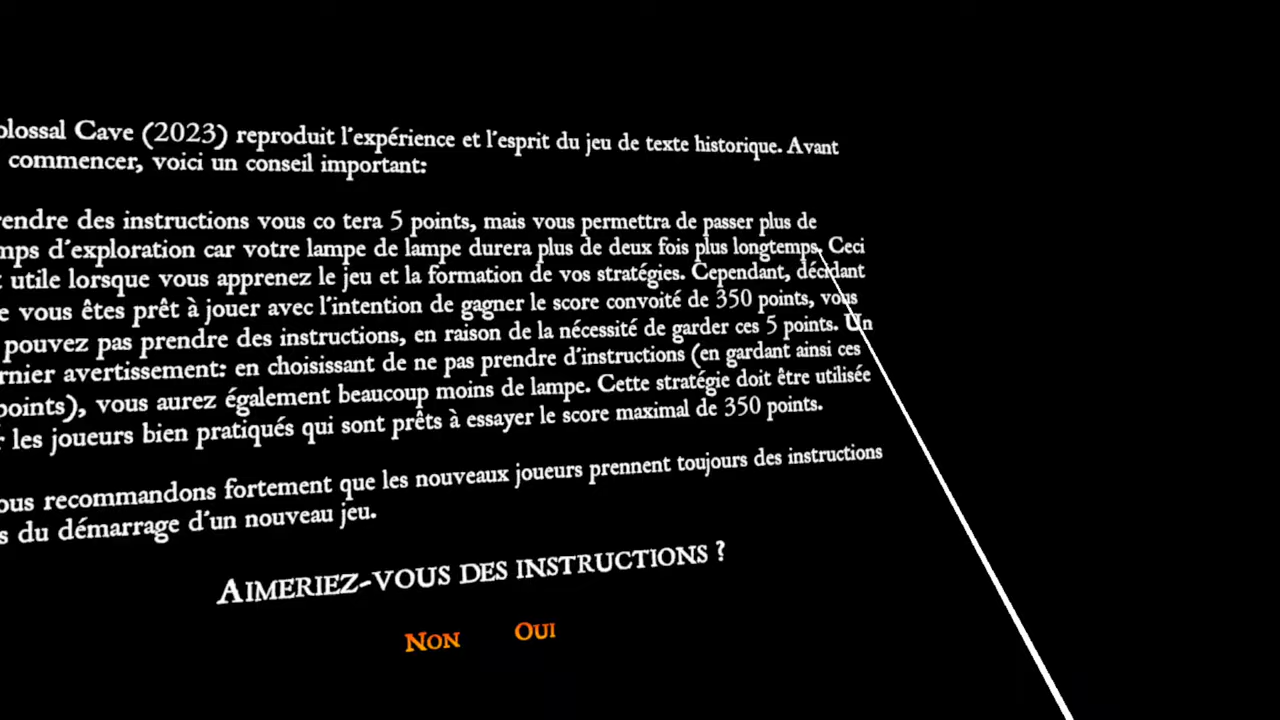 olossal Cave (2023) reproduit l'expérience et l'esprit du jeu de texte historique. Avant
commencer, voici un conseil important:
endre des instructions vous co tera 5 points, mais vous permettra de passer plus de
mps d'exploration car votre lampe de lampe durera plus de deux fois plus longtemps. Ceci
t utile lorsque vous apprenez le jeu et la formation de vos stratégies. Cependant, décidant
e vous êtes prêt à jouer avec l'intention de gagner le score convoité de 350 points, vous
pouvez pas prendre des instructions, en raison de la nécessité de garder ces 5 points. Un
rnier avertissement: en choisissant de ne pas prendre d'instructions (en gardant ainsi ces
points), vous aurez également beaucoup moins de lampe. Cette stratégie doit être utilisée
r les joueurs bien pratiqués qui sont prêts à essayer le score maximal de 350 points.
ous recommandons fortement que les nouveaux joueurs prennent toujours des instructions
s du démarrage d'un nouveau jeu.
Aimeriez-vous des instructions ?
Non Oui